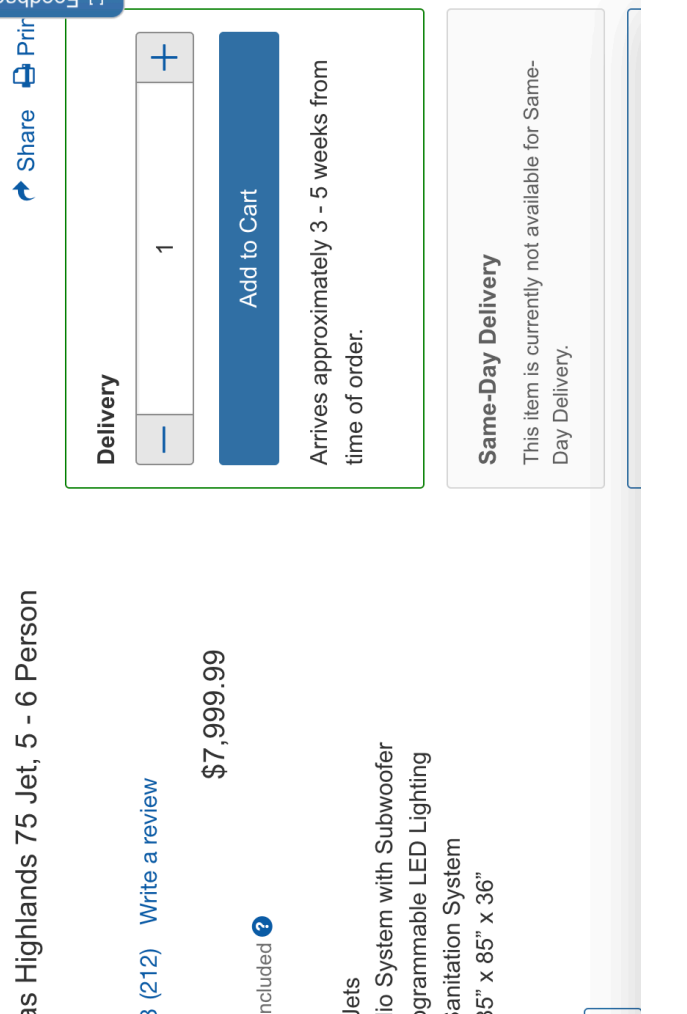 Share Print
as Highlands 75 Jet, 5 - 6 Person
(212) Write a review
$7,999.99
ncluded ?
Jets
io System with Subwoofer
ogrammable LED Lighting
anitation System
5” x 85” x 36”
Delivery
− 1 +
Add to Cart
Arrives approximately 3 - 5 weeks from
time of order.
Same-Day Delivery
This item is currently not available for Same-
Day Delivery.